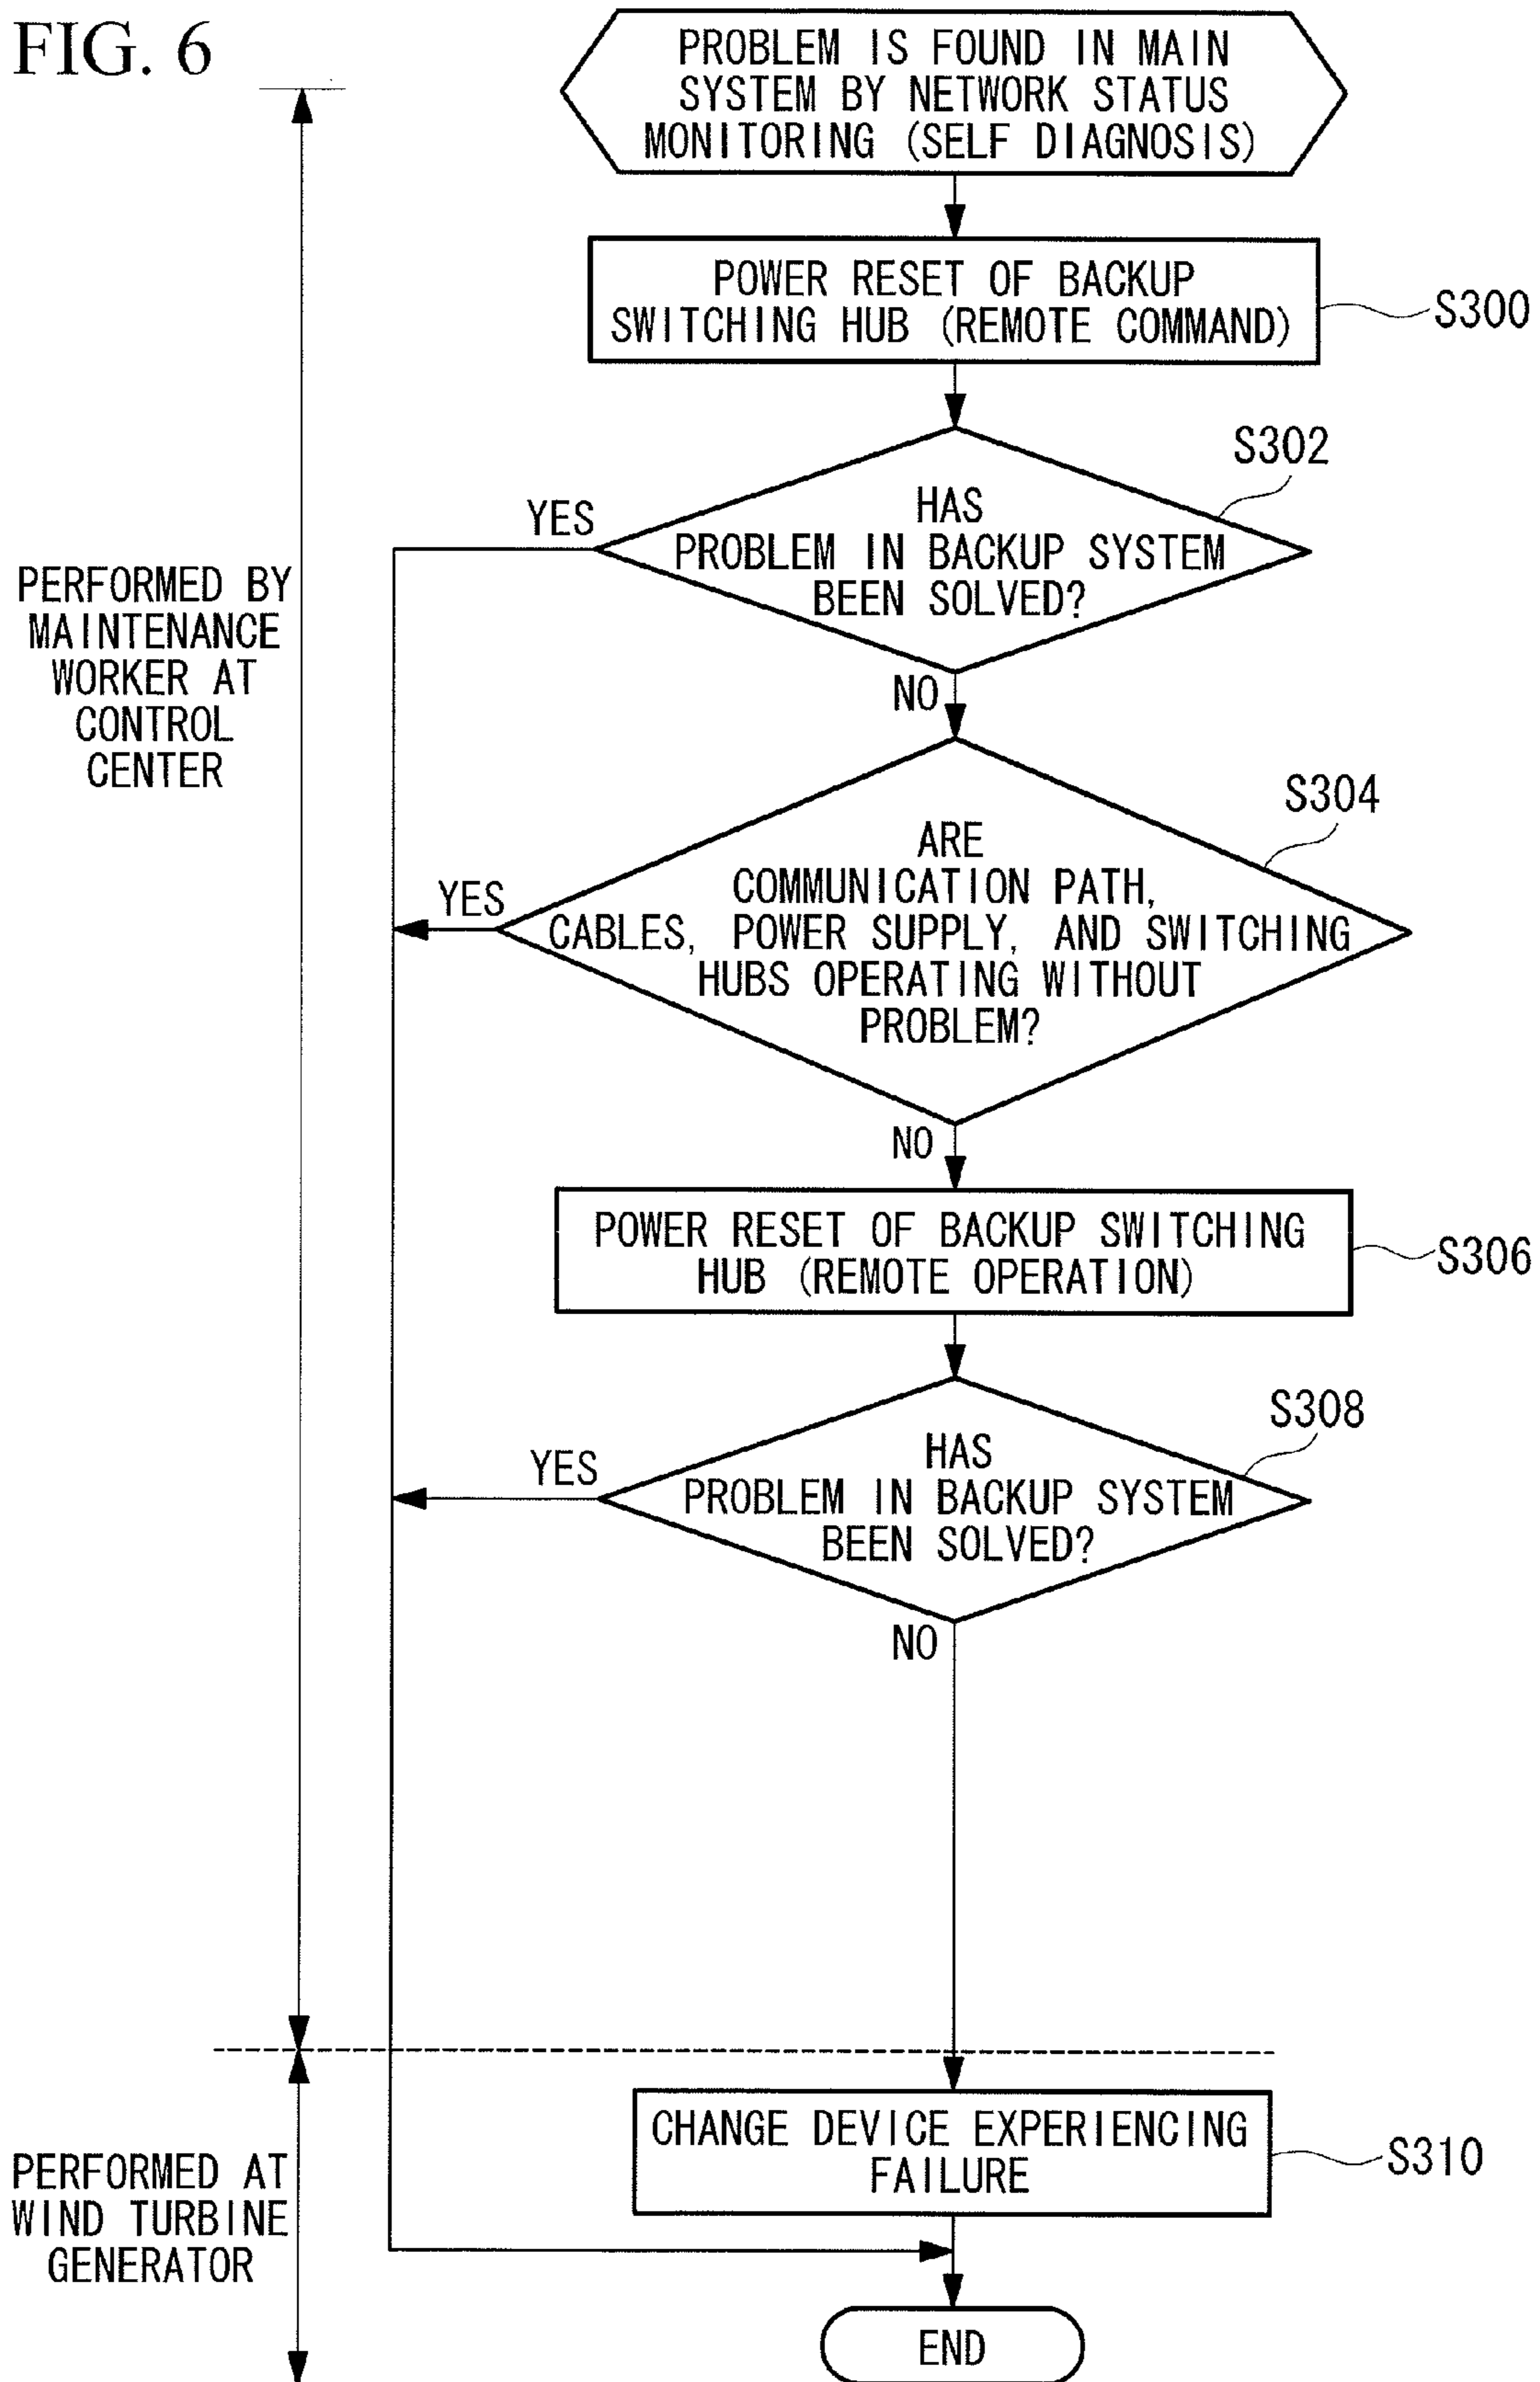 FIG. 6
PROBLEM IS FOUND IN MAIN
SYSTEM BY NETWORK STATUS
MONITORING (SELF DIAGNOSIS)
POWER RESET OF BACKUP
SWITCHING HUB (REMOTE COMMAND)
S300
S302
YES
HAS
PROBLEM IN BACKUP SYSTEM
BEEN SOLVED?
NO
PERFORMED BY
MAINTENANCE
WORKER AT
CONTROL
CENTER
S304
YES
ARE
COMMUNICATION PATH,
CABLES, POWER SUPPLY, AND SWITCHING
HUBS OPERATING WITHOUT
PROBLEM?
NO
POWER RESET OF BACKUP SWITCHING
HUB (REMOTE OPERATION)
S306
S308
YES
HAS
PROBLEM IN BACKUP SYSTEM
BEEN SOLVED?
NO
CHANGE DEVICE EXPERIENCING
FAILURE
S310
PERFORMED AT
WIND TURBINE
GENERATOR
END